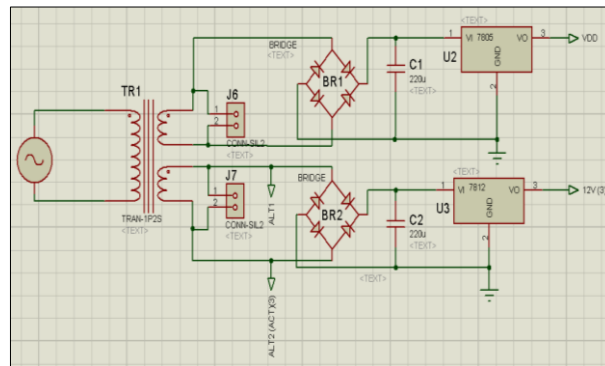 TR1
TRAN-1P2S
<TEXT>
J6
1
2
CONN-SIL2
<TEXT>
J7
1
2
CONN-SIL2
<TEXT>
BRIDGE
<TEXT>
BR1
C1
220u
<TEXT>
<TEXT>
U2
7805
1
VI
VO
3
GND
2
VDD
ALT1
ALT2 (ACT)(3)
BRIDGE
BR2
<TEXT>
C2
220u
<TEXT>
<TEXT>
U3
7812
1
VI
VO
3
GND
2
12V(3)